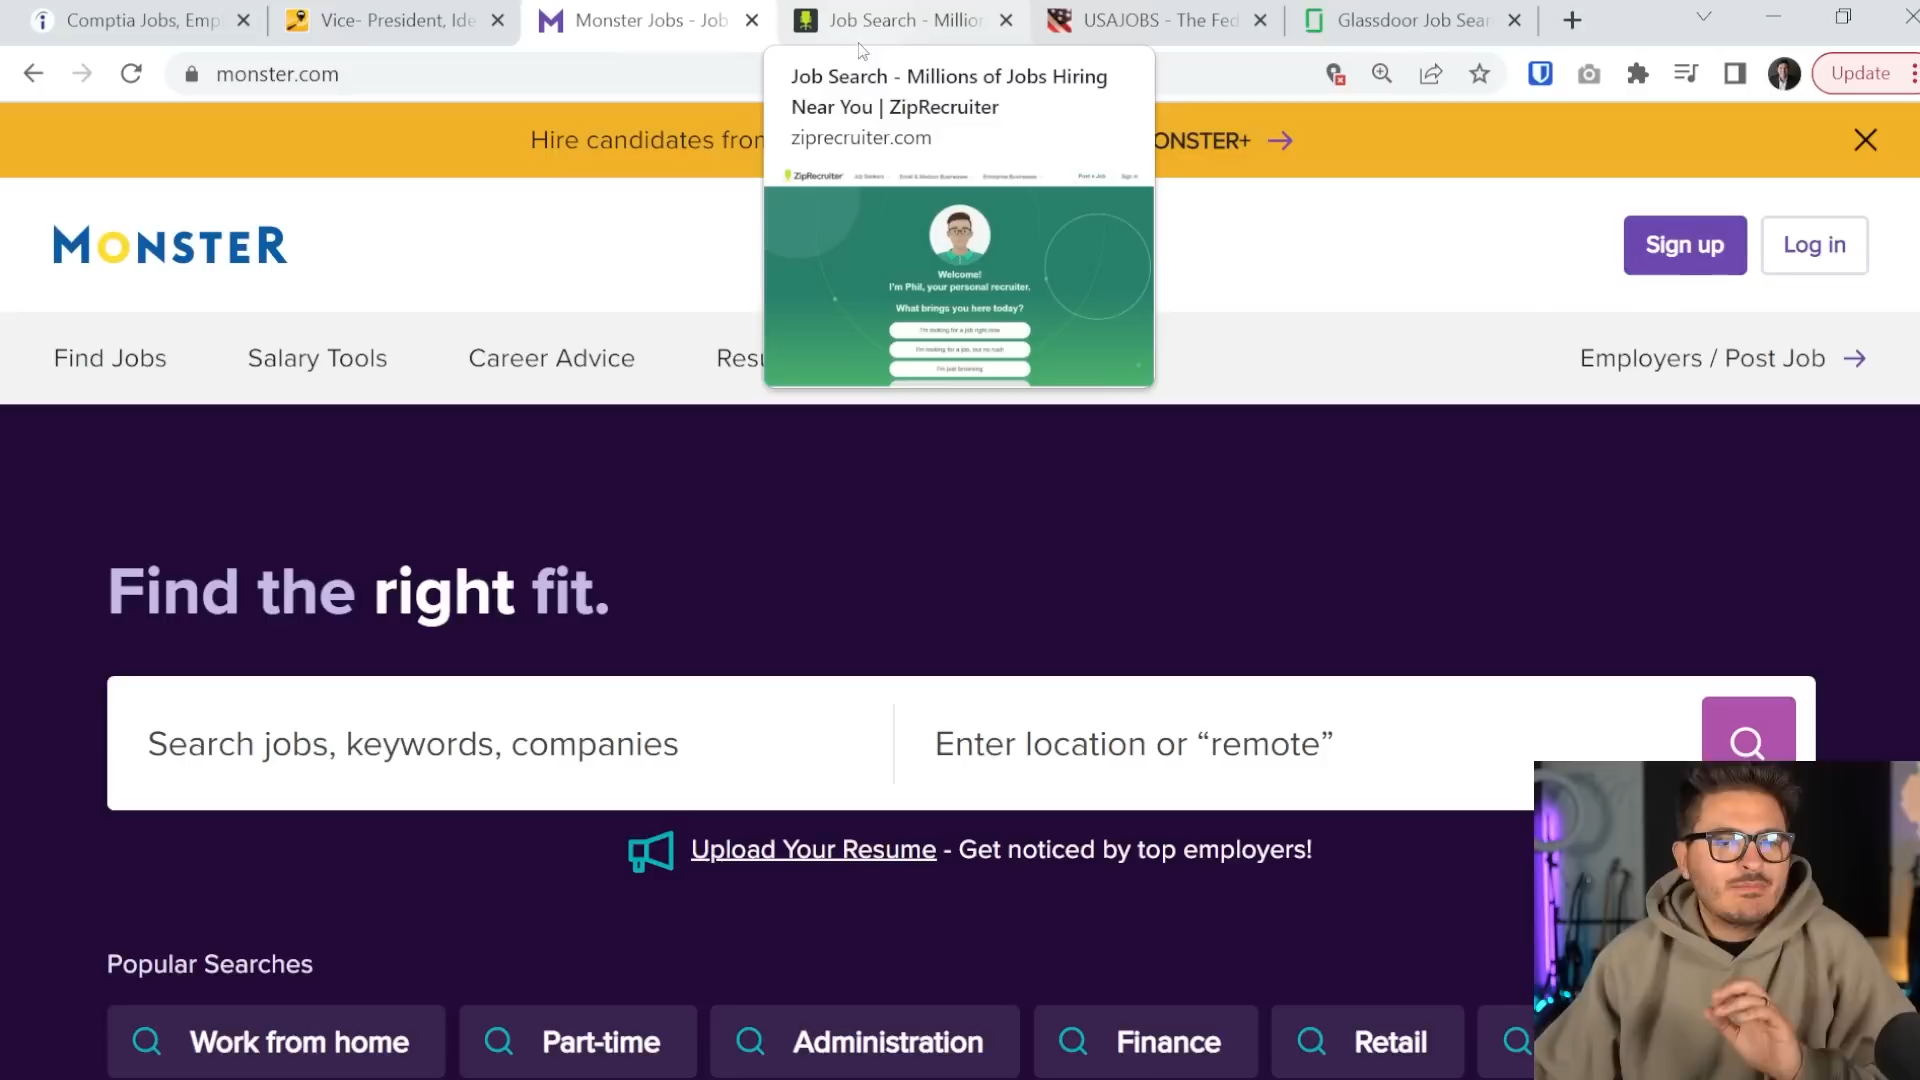 Comptia Jobs, Emp
Vice- President, Ide
Monster Jobs - Job
Job Search - Million
USAJOBS - The Fed
Glassdoor Job Sear
monster.com
Update
Job Search - Millions of Jobs Hiring
Near You | ZipRecruiter
ziprecruiter.com
Hire candidates from
ONSTER+
ZipRecruiter
Job Seekers
Small & Medium Businesses
Enterprise Businesses
Post a Job
Sign In
Welcome!
I'm Phil, your personal recruiter.
What brings you here today?
I'm looking for a job right now
I'm looking for a job, but no rush
I'm just browsing
MONSTER
Sign up
Log in
Find Jobs
Salary Tools
Career Advice
Resu
Employers / Post Job
Find the right fit.
Search jobs, keywords, companies
Enter location or “remote”
Upload Your Resume - Get noticed by top employers!
Popular Searches
Work from home
Part-time
Administration
Finance
Retail